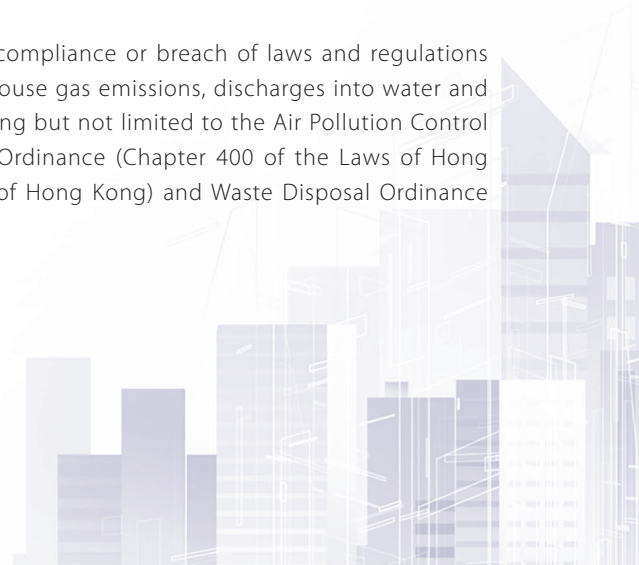 compliance or breach of laws and regulations
ouse gas emissions, discharges into water and
ng but not limited to the Air Pollution Control
Ordinance (Chapter 400 of the Laws of Hong
of Hong Kong) and Waste Disposal Ordinance